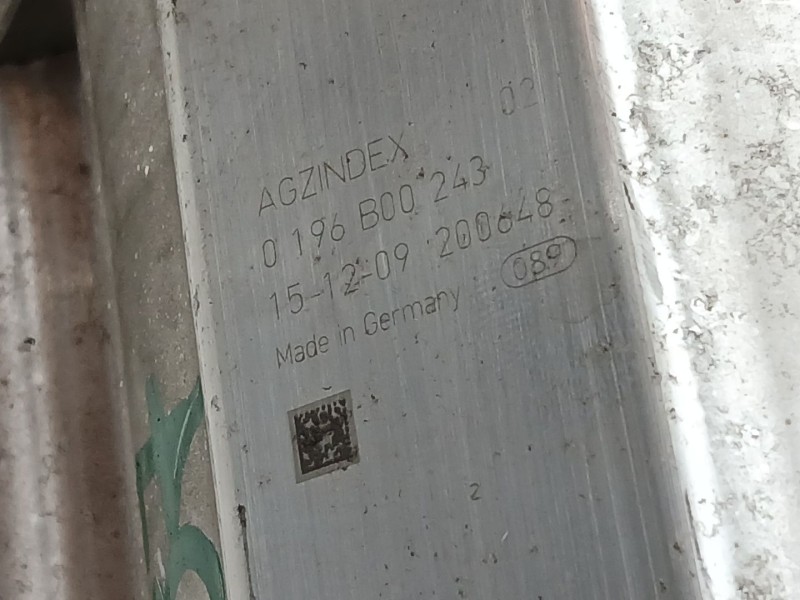 02
AGZINDEX
0 196 B00 243
15-12-09 200648
Made in Germany 089
2